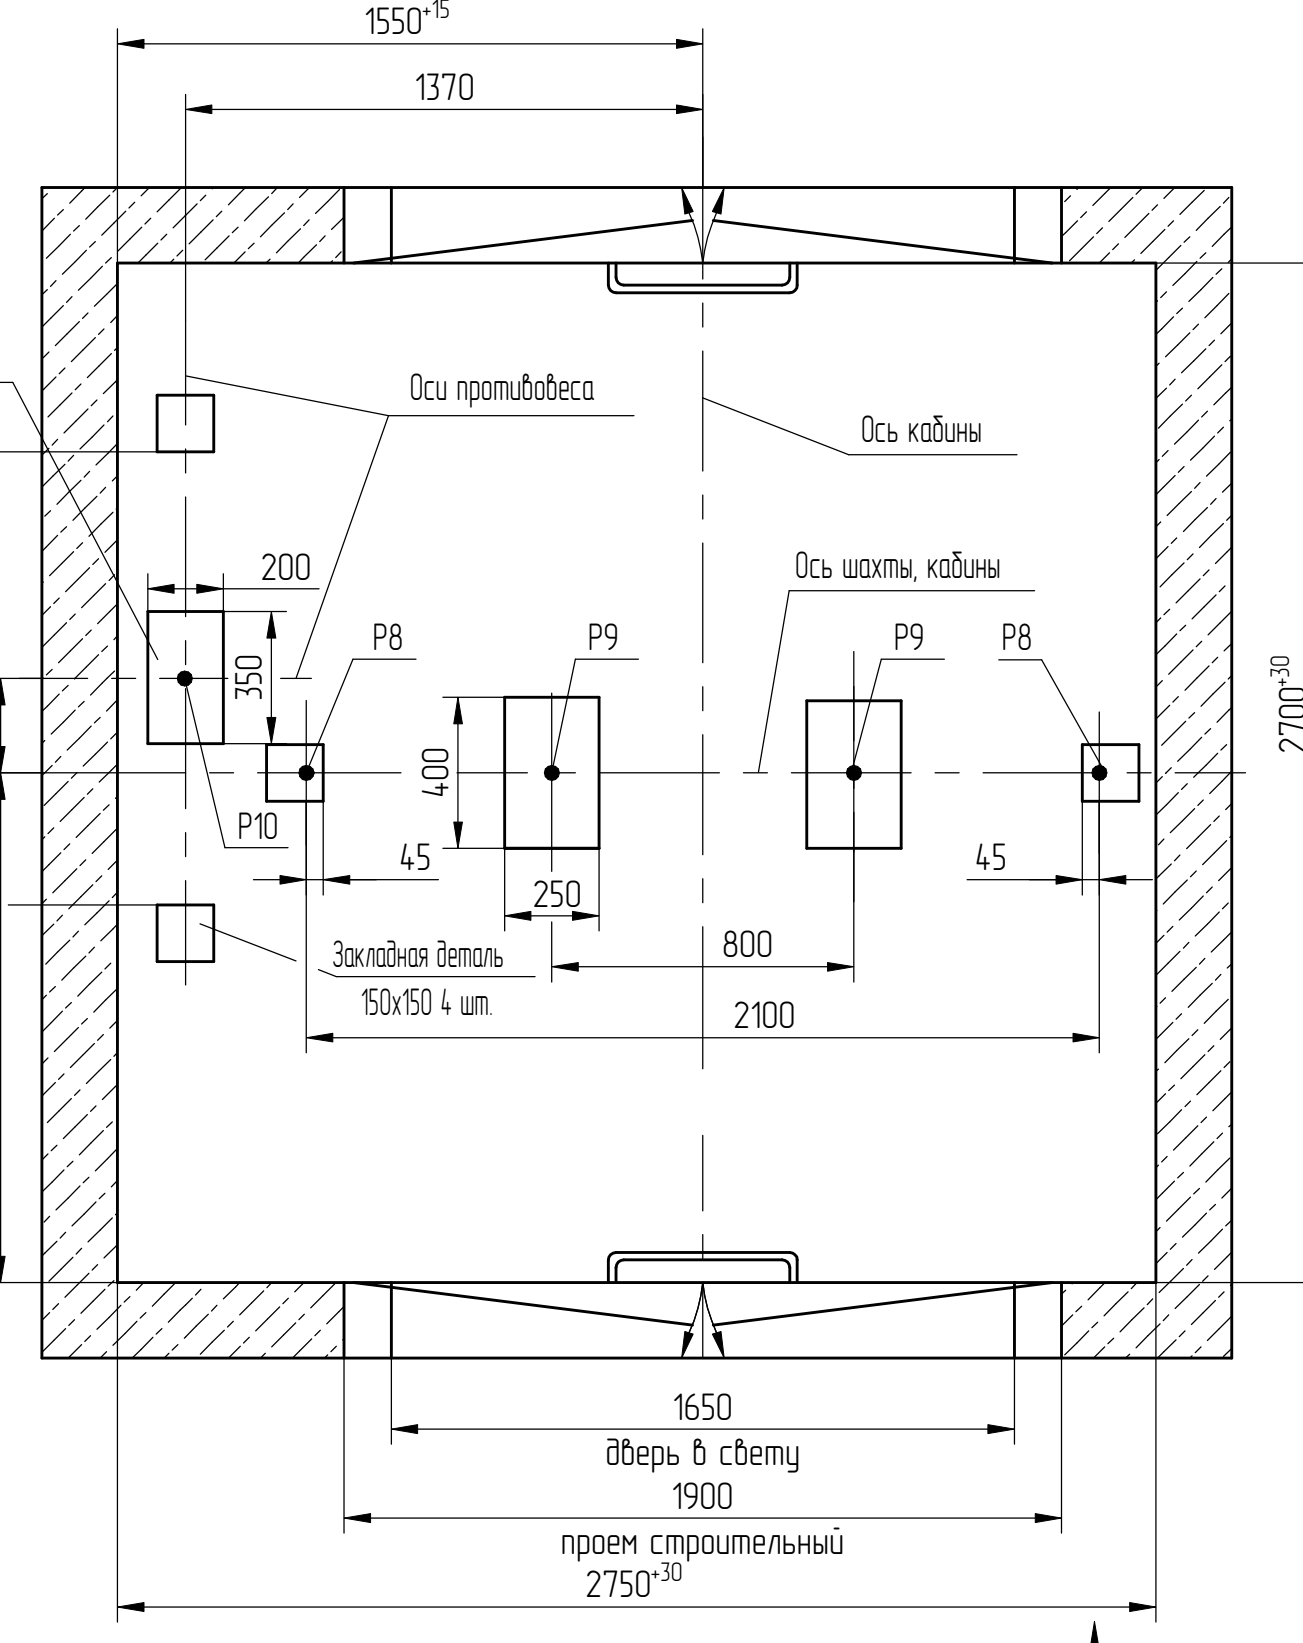 1550+15
1370
Оси противовеса
Ось кабины
200
Ось шахты, кабины
P8
P9
P9
P8
350
2700+30
400
P10
45
45
250
800
Закладная деталь
150x150 4 шт.
2100
1650
дверь в свету
1900
проем строительный
2750+30